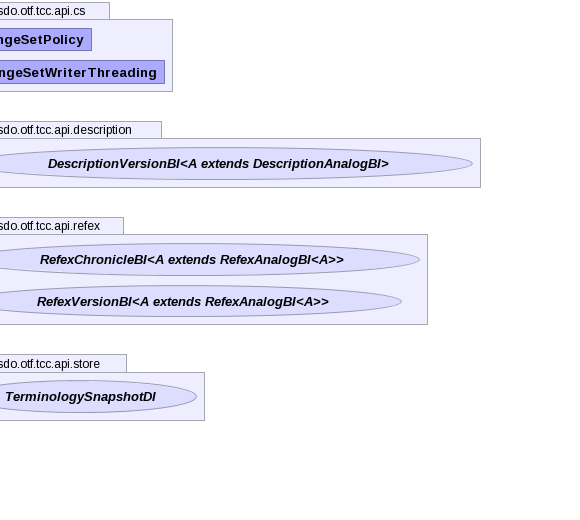 sdo.otf.tcc.api.cs
ngeSetPolicy
ngeSetWriterThreading
sdo.otf.tcc.api.description
DescriptionVersionBI<A extends DescriptionAnalogBI>
sdo.otf.tcc.api.refex
RefexChronicleBI<A extends RefexAnalogBI<A>>
RefexVersionBI<A extends RefexAnalogBI<A>>
sdo.otf.tcc.api.store
TerminologySnapshotDI